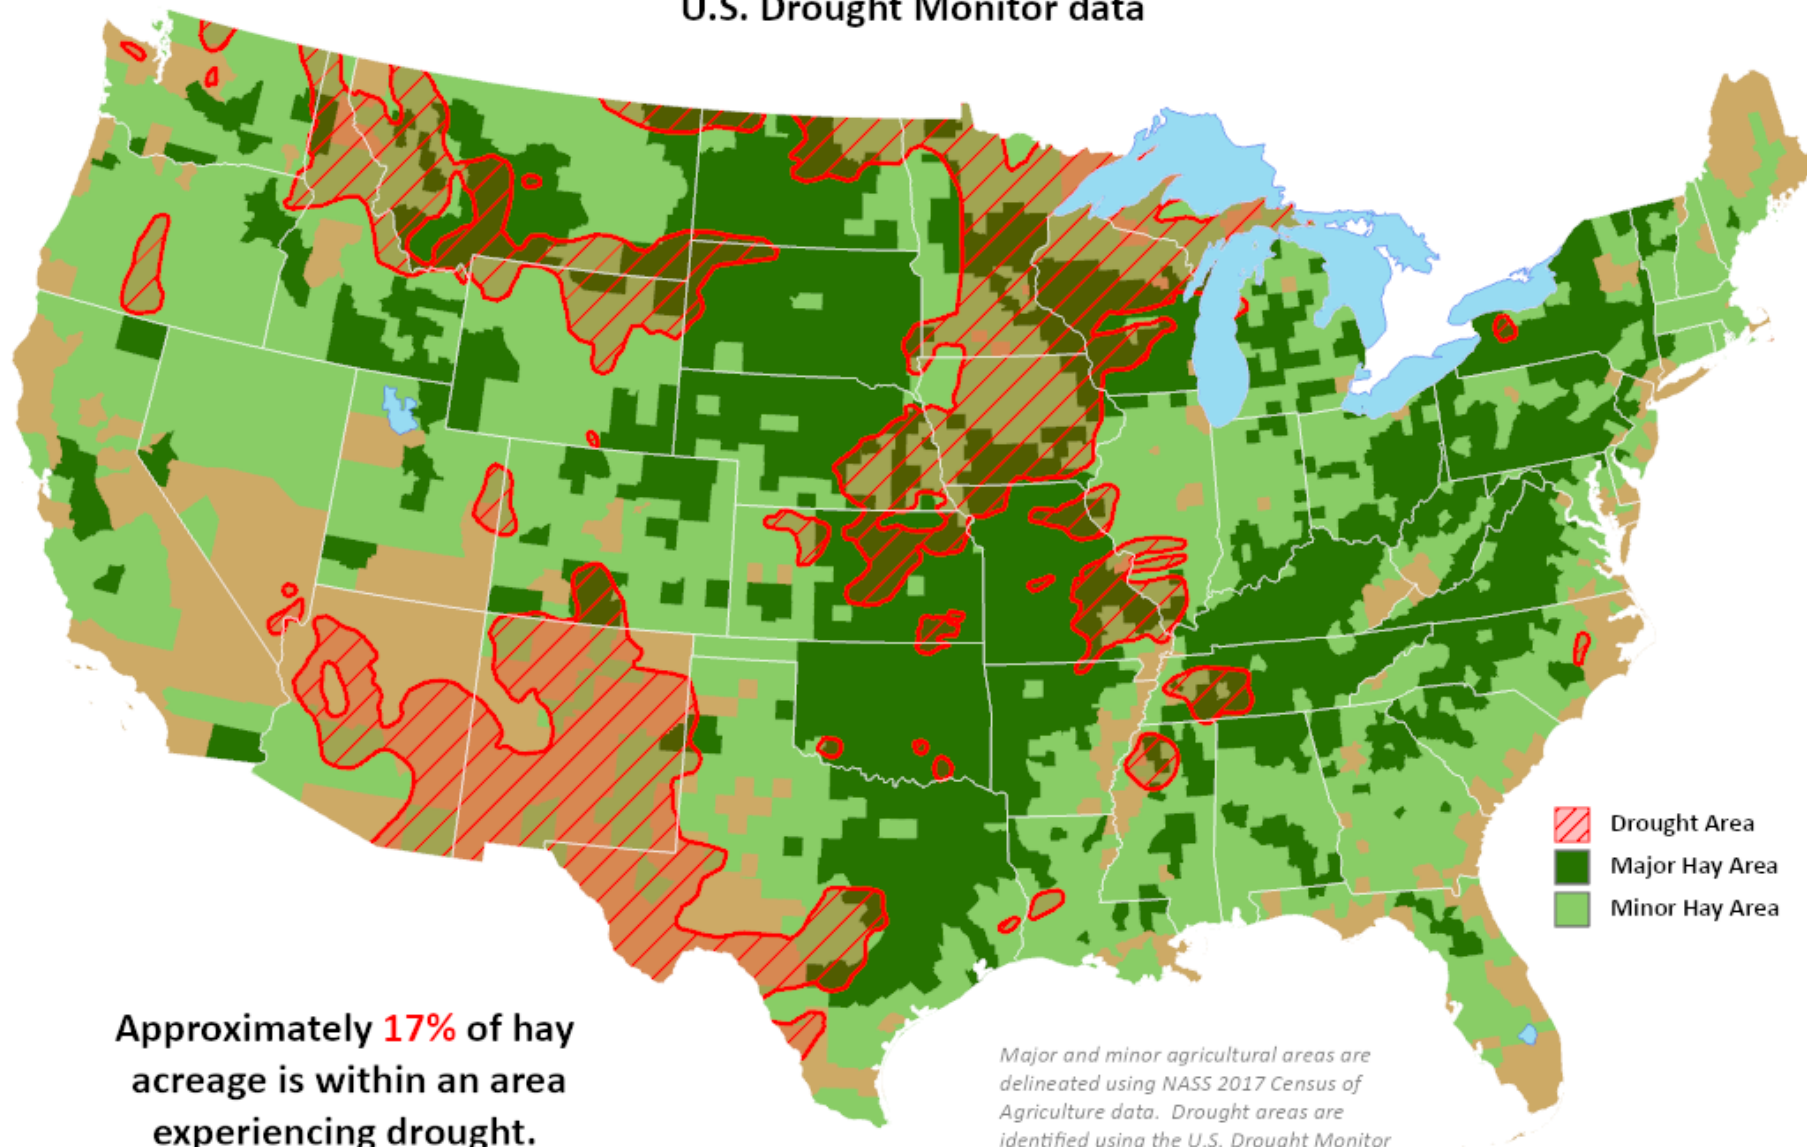 U.S. Drought Monitor data
Drought Area
Major Hay Area
Minor Hay Area
Approximately 17% of hay
acreage is within an area
experiencing drought.
Major and minor agricultural areas are
delineated using NASS 2017 Census of
Agriculture data. Drought areas are
identified using the U.S. Drought Monitor